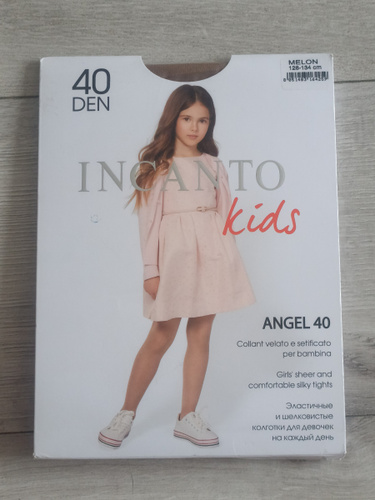 40
DEN
MELON
128-134 cm
INCANTO
kids
ANGEL 40
Collant velato e setificato
per bambina
Girls' sheer and
comfortable silky tights
Эластичные
и шелковистые
колготки для девочек
на каждый день